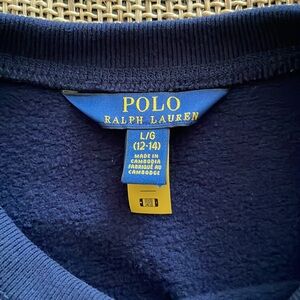 POLO
RALPH LAUREN
L/G
(12-14)
MADE IN
CAMBODIA
FABRIQUÉ AU
CAMBODGE